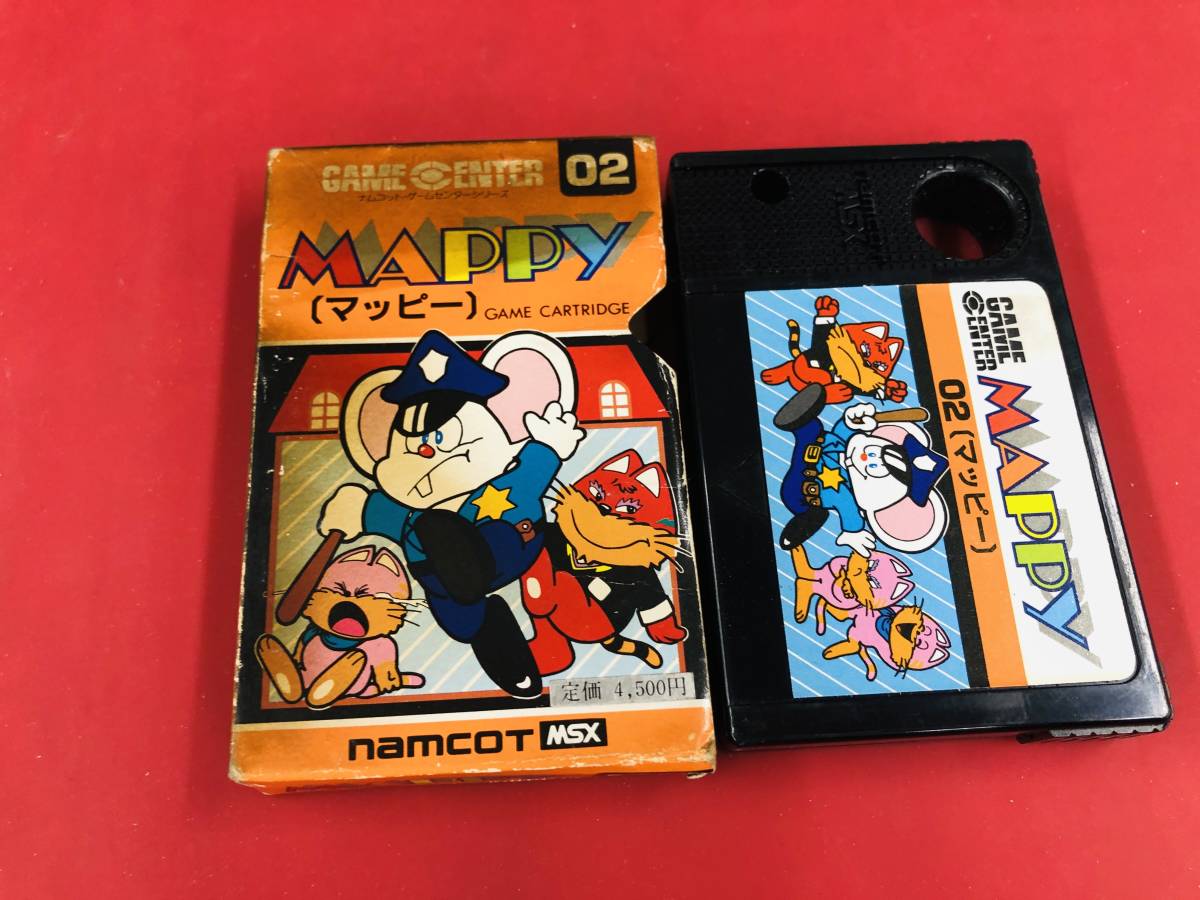 GAME CENTER 02
ナムコット・ゲームセンターシリーズ
MAPPY
〔マッピー〕 GAME CARTRIDGE
定価 4,500円
namcoT MSX
GAME CENTER
MAPPY
02〔マッピー〕